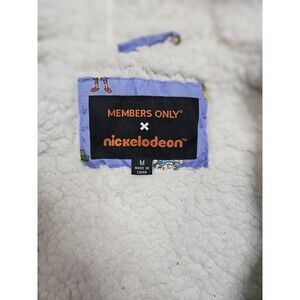 MEMBERS ONLY®
×
nickelodeon™
M
MADE IN
CHINA